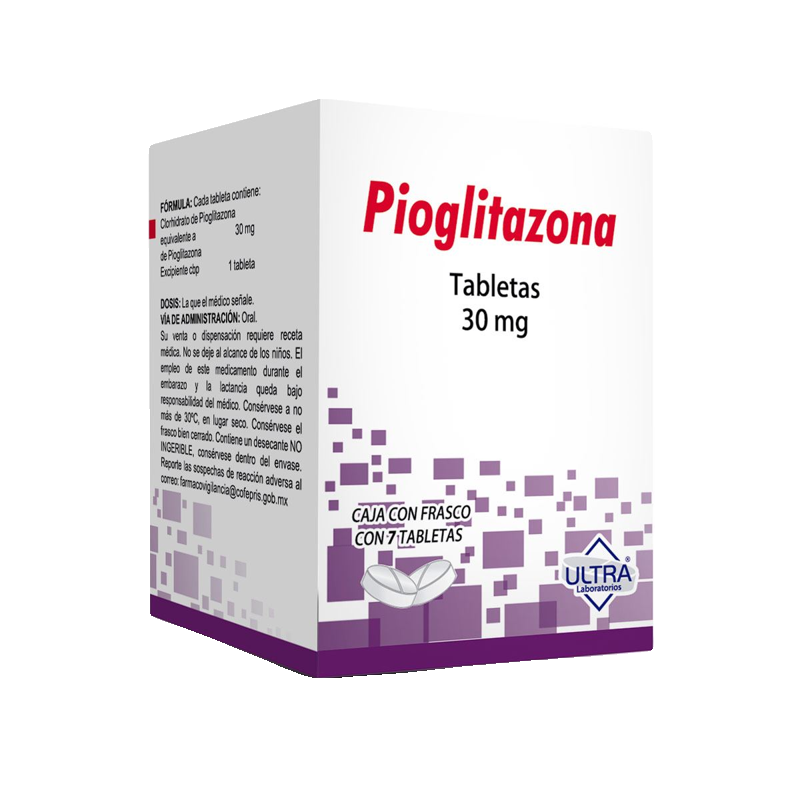 FÓRMULA: Cada tableta contiene:
Clorhidrato de Pioglitazona
equivalente a 30 mg
de Pioglitazona
Excipiente cbp 1 tableta
DOSIS: La que el médico señale.
VÍA DE ADMINISTRACIÓN: Oral.
Su venta o dispensación requiere receta
médica. No se deje al alcance de los niños. El
empleo de este medicamento durante el
embarazo y la lactancia queda bajo
responsabilidad del médico. Consérvese a no
más de 30ºC, en lugar seco. Consérvese el
frasco bien cerrado. Contiene un desecante NO
INGERIBLE, consérvese dentro del envase.
Reporte las sospechas de reacción adversa al
correo: farmacovigilancia@cofepris.gob.mx
Pioglitazona
Tabletas
30 mg
CAJA CON FRASCO
CON 7 TABLETAS
ULTRA®
Laboratorios